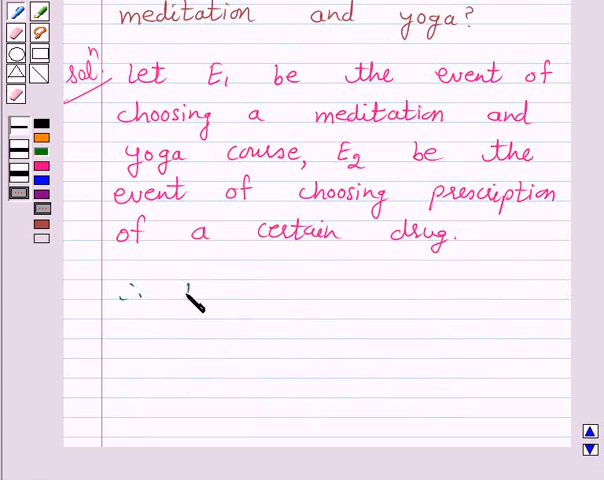 meditation and yoga?
Solⁿ: Let E₁ be the event of
choosing a meditation and
yoga course, E₂ be the
event of choosing prescription
of a certain drug.
∴